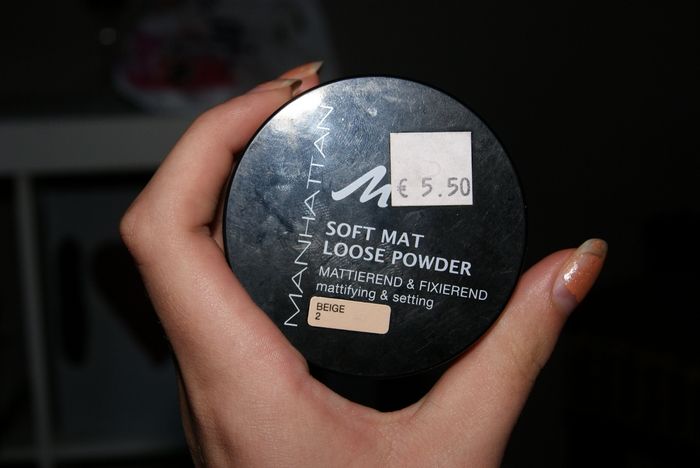 MANHATTAN
M
€ 5.50
SOFT MAT
LOOSE POWDER
MATTIEREND & FIXIEREND
mattifying & setting
BEIGE
2